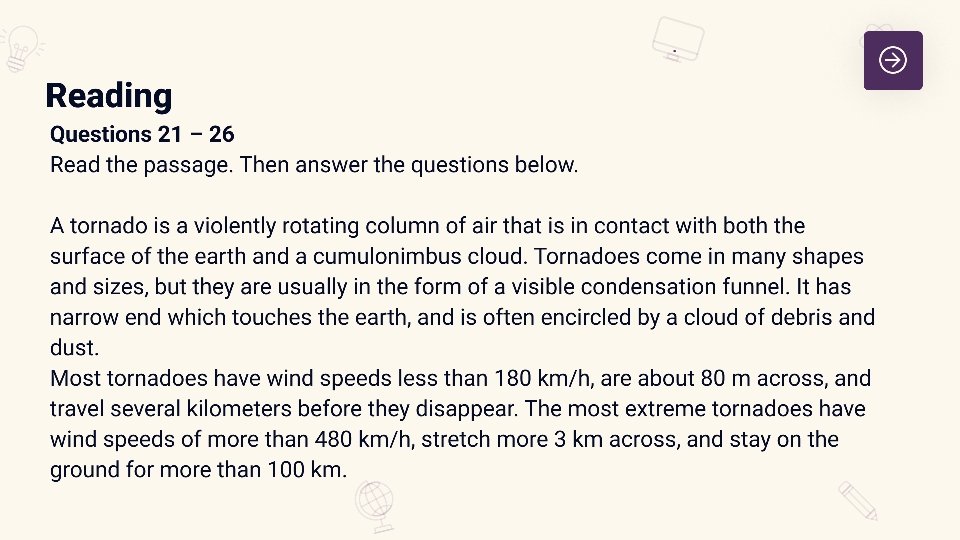 Reading
Questions 21 – 26
Read the passage. Then answer the questions below.
A tornado is a violently rotating column of air that is in contact with both the
surface of the earth and a cumulonimbus cloud. Tornadoes come in many shapes
and sizes, but they are usually in the form of a visible condensation funnel. It has
narrow end which touches the earth, and is often encircled by a cloud of debris and
dust.
Most tornadoes have wind speeds less than 180 km/h, are about 80 m across, and
travel several kilometers before they disappear. The most extreme tornadoes have
wind speeds of more than 480 km/h, stretch more 3 km across, and stay on the
ground for more than 100 km.